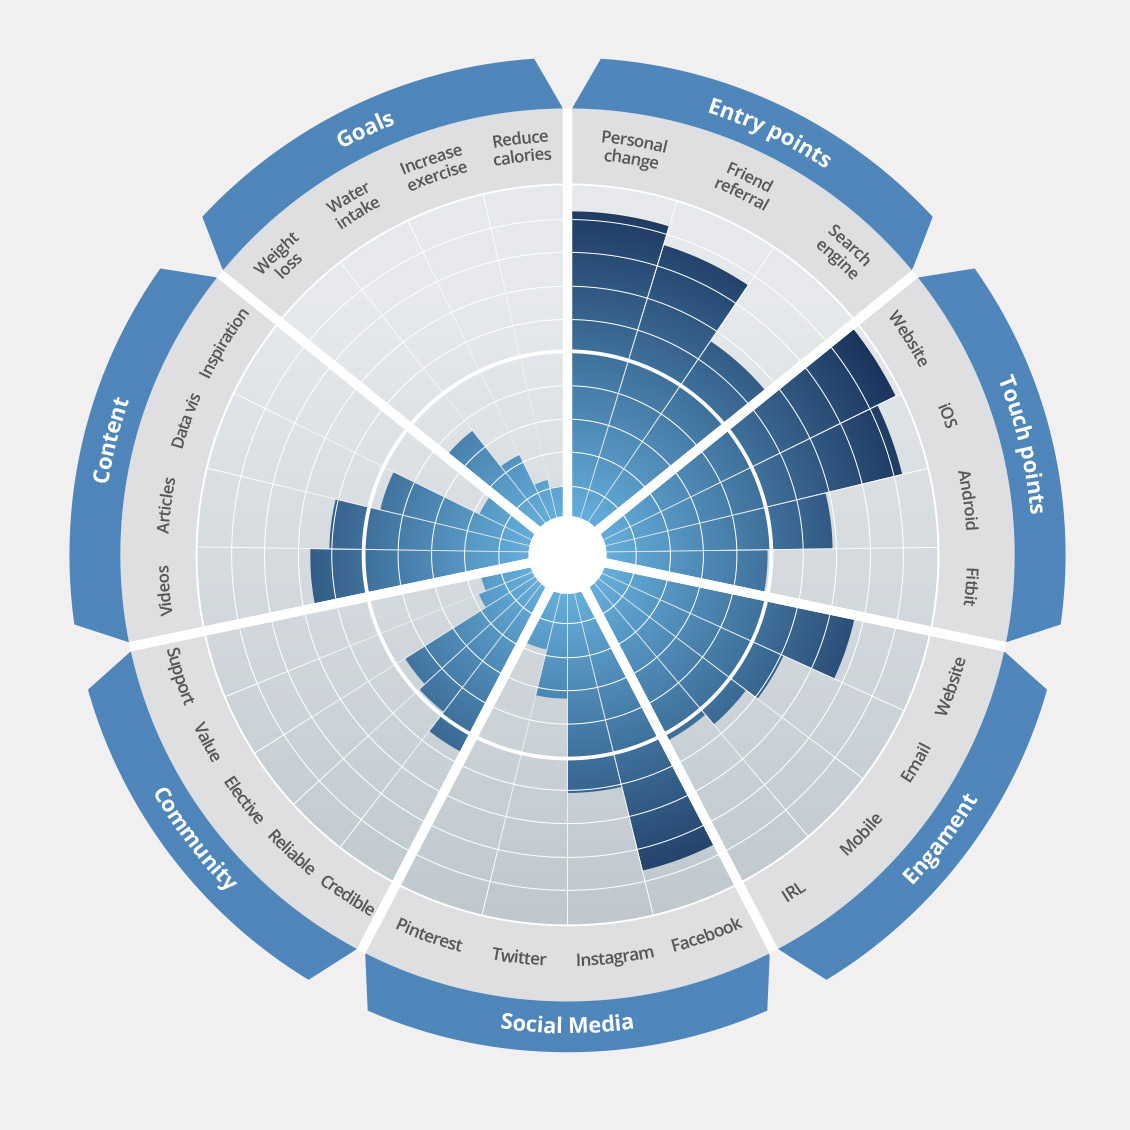 Entry points
Personal
change
Friend
referral
Search
engine
Touch points
Website
iOS
Android
Fitbit
Engament
Website
Email
Mobile
IRL
Social Media
Facebook
Instagram
Twitter
Pinterest
Community
Credible
Reliable
Elective
Value
Support
Content
Videos
Articles
Data vis
Inspiration
Goals
Weight
loss
Water
intake
Increase
exercise
Reduce
calories